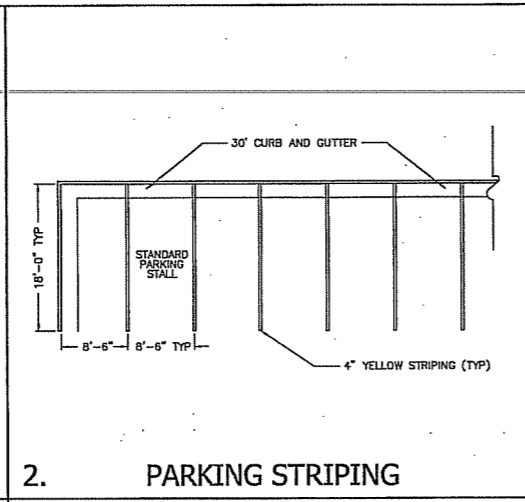 30' CURB AND GUTTER
18'-0" TYP
STANDARD
PARKING
STALL
8'-6"
8'-6" TYP
4" YELLOW STRIPING (TYP)
2. PARKING STRIPING